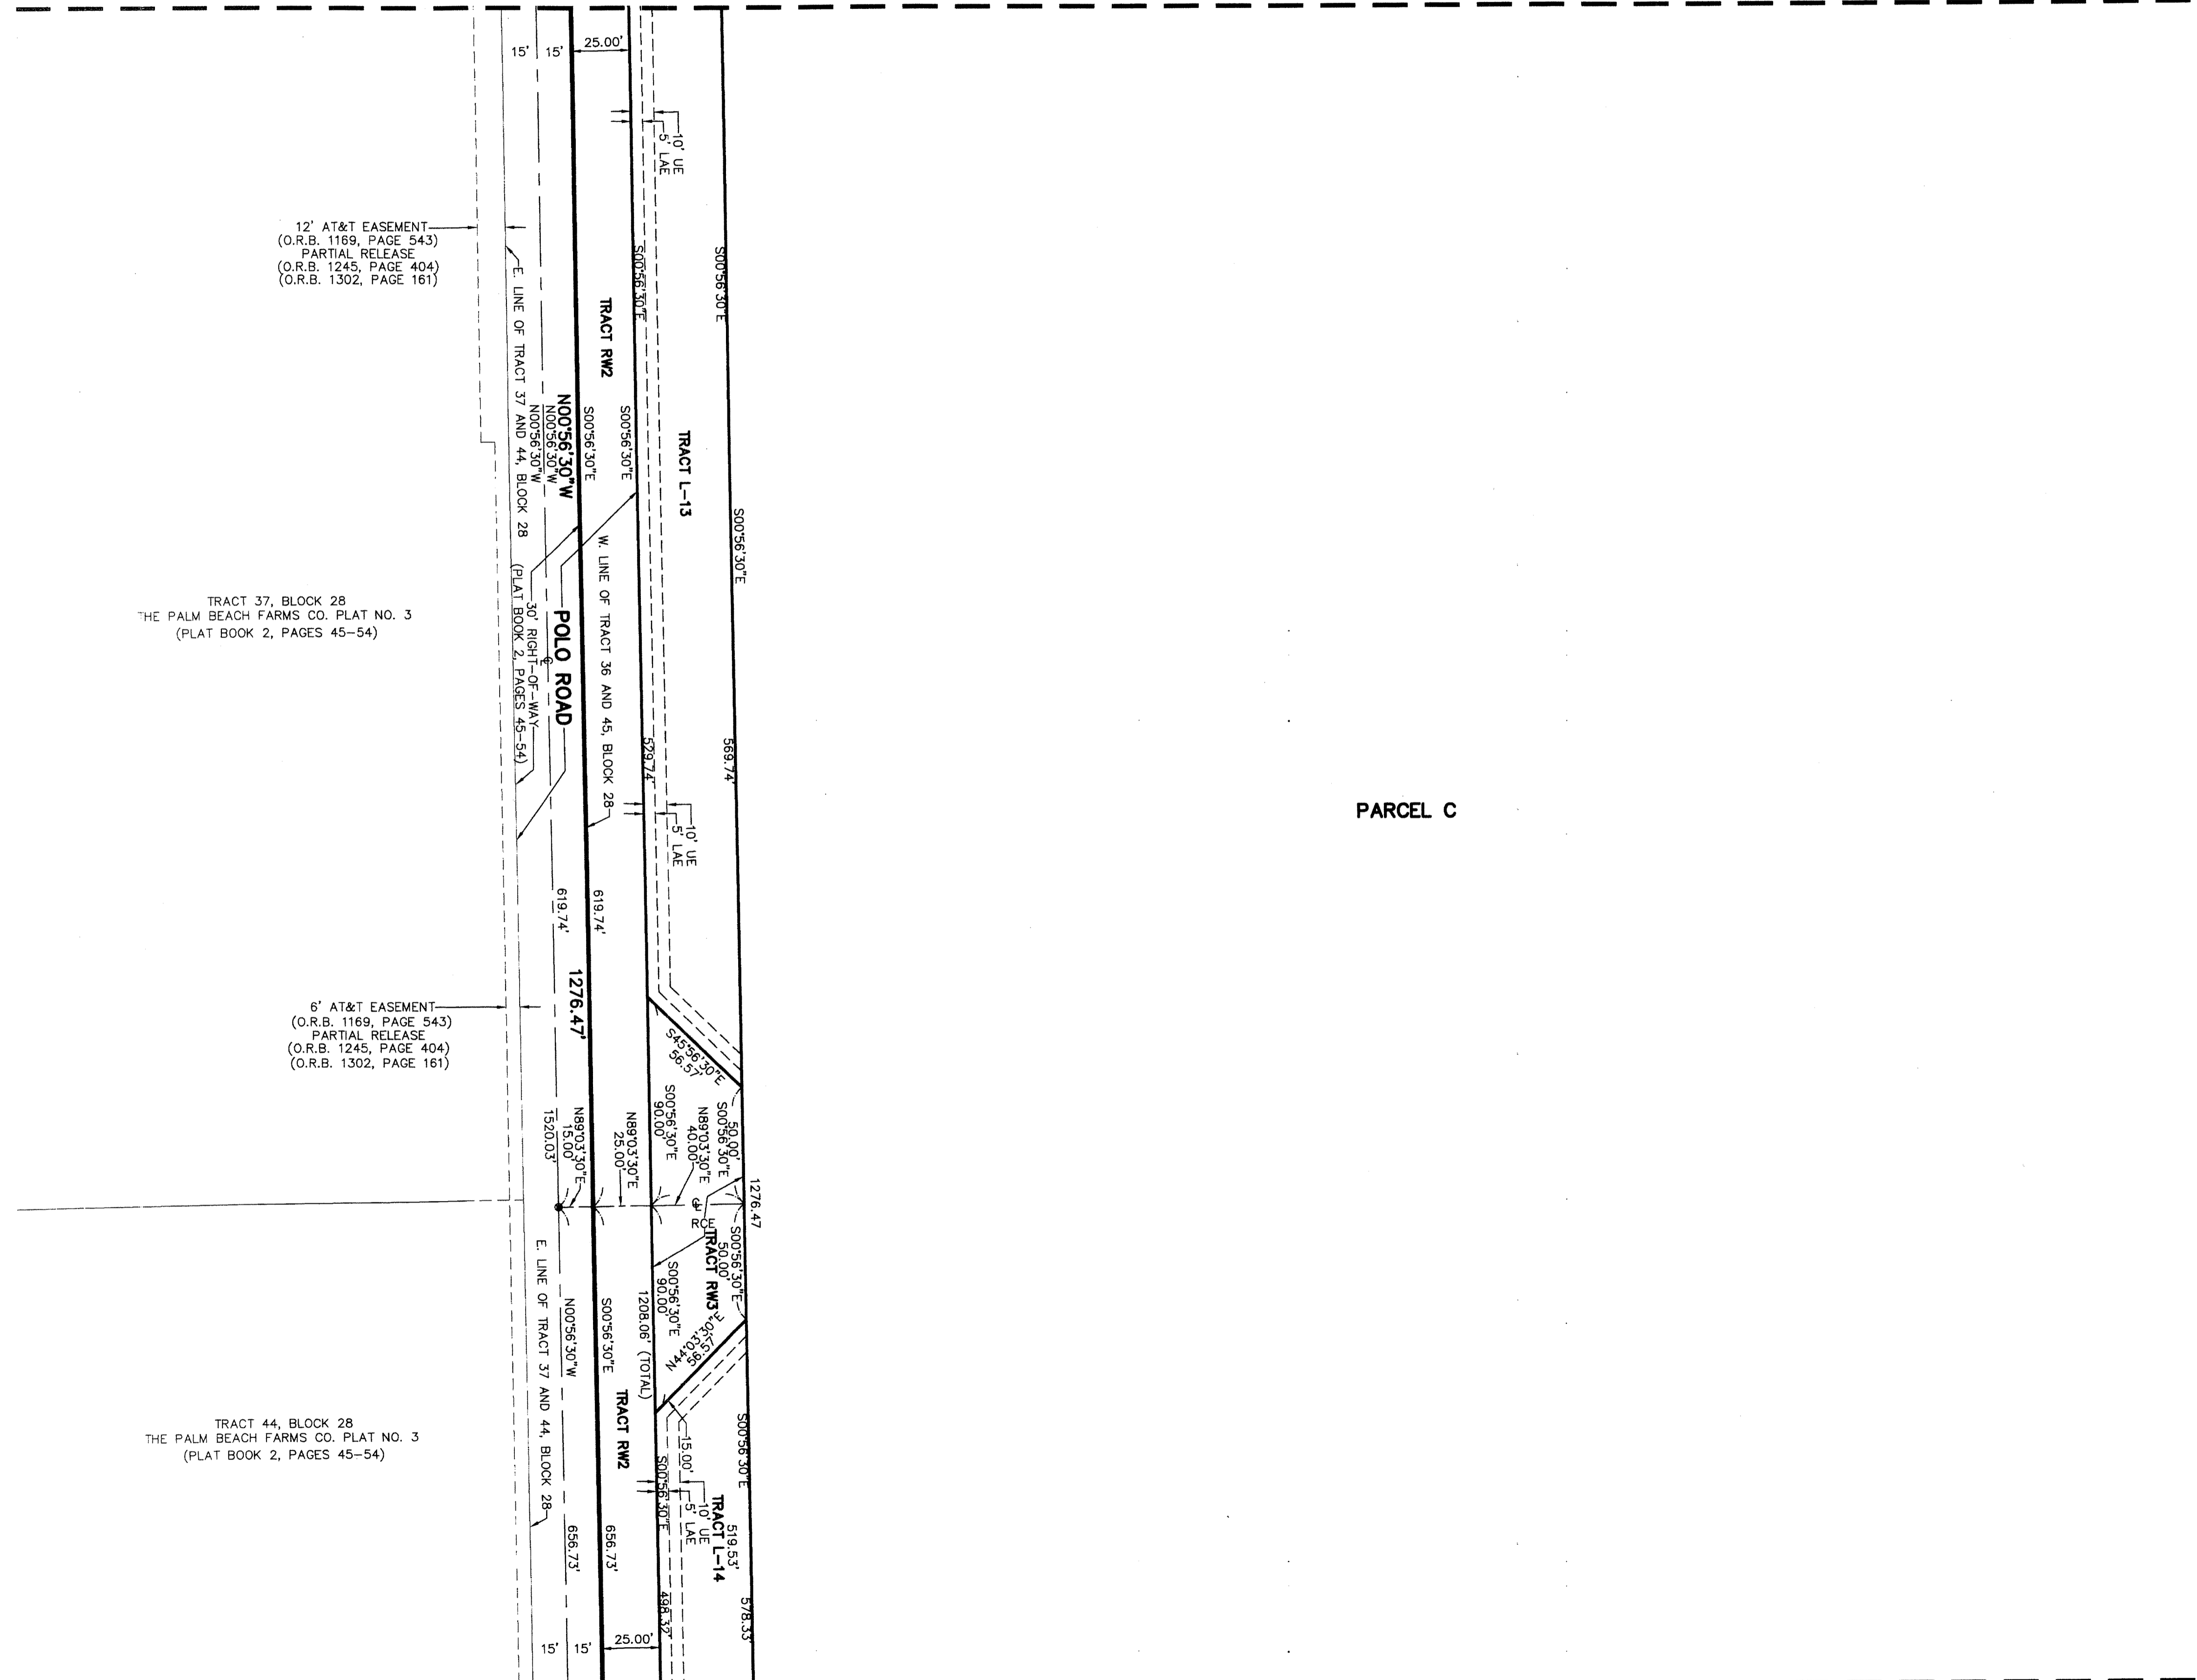 15'
15'
25.00'
10' UE
5' LAE
12' AT&T EASEMENT
(O.R.B. 1169, PAGE 543)
PARTIAL RELEASE
(O.R.B. 1245, PAGE 404)
(O.R.B. 1302, PAGE 161)
E. LINE OF TRACT 37 AND 44, BLOCK 28
(PLAT BOOK 2, PAGES 45-54)
30' RIGHT-OF-WAY
N00°56'30"W
N00°56'30"W
N00°56'30"W
TRACT RW2
S00°56'30"E
S00°56'30"E
S00°56'30"E
S00°56'30"E
TRACT L-13
S00°56'30"E
W. LINE OF TRACT 36 AND 45, BLOCK 28
POLO ROAD
TRACT 37, BLOCK 28
THE PALM BEACH FARMS CO. PLAT NO. 3
(PLAT BOOK 2, PAGES 45-54)
529.74'
569.74'
10' UE
5' LAE
PARCEL C
619.74'
619.74'
1276.47'
6' AT&T EASEMENT
(O.R.B. 1169, PAGE 543)
PARTIAL RELEASE
(O.R.B. 1245, PAGE 404)
(O.R.B. 1302, PAGE 161)
S45°56'30"E
56.57'
1520.03'
N89°03'30"E
15.00'
N89°03'30"E
25.00'
S00°56'30"E
90.00'
N89°03'30"E
40.00'
50.00'
S00°56'30"E
1276.47
RCE
TRACT RW3
S00°56'30"E
50.00'
S00°56'30"E
90.00'
N44°03'30"E
56.57'
E. LINE OF TRACT 37 AND 44, BLOCK 28
N00°56'30"W
S00°56'30"E
1208.06' (TOTAL)
TRACT RW2
TRACT 44, BLOCK 28
THE PALM BEACH FARMS CO. PLAT NO. 3
(PLAT BOOK 2, PAGES 45-54)
15.00'
S00°56'30"E
S00°56'30"E
10' UE
5' LAE
TRACT L-14
519.53'
656.73'
656.73'
498.32'
578.33'
15'
15'
25.00'